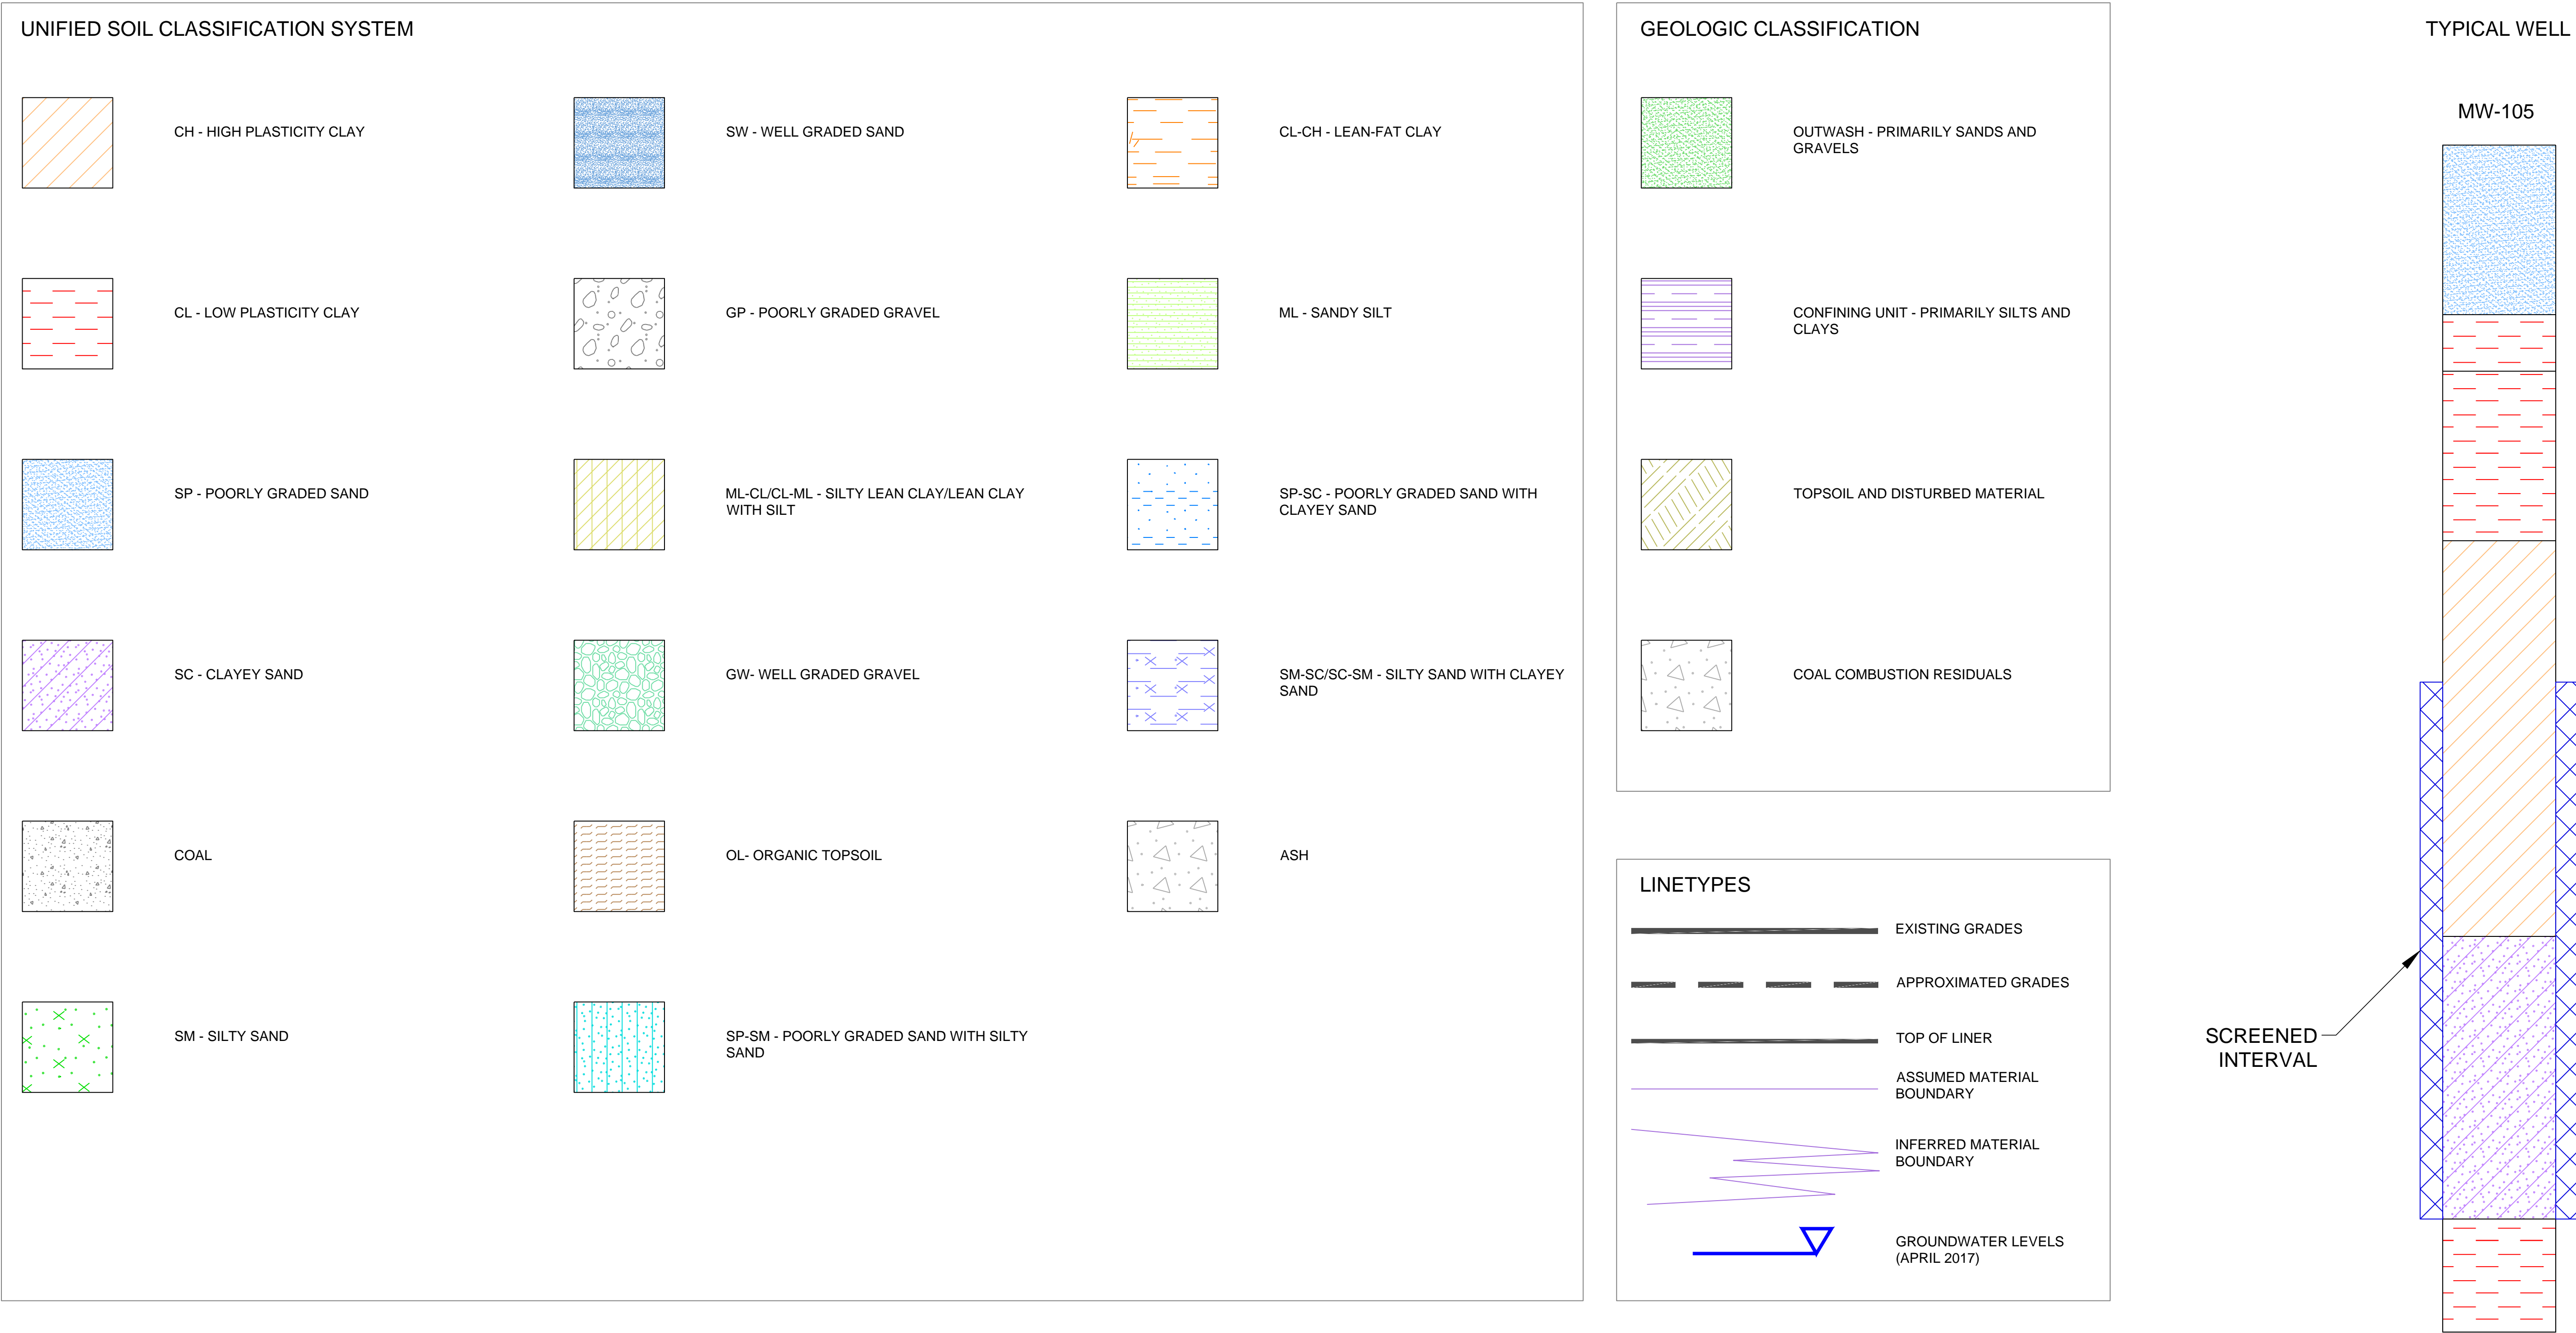 UNIFIED SOIL CLASSIFICATION SYSTEM
CH - HIGH PLASTICITY CLAY
CL - LOW PLASTICITY CLAY
SP - POORLY GRADED SAND
SC - CLAYEY SAND
COAL
SM - SILTY SAND
SW - WELL GRADED SAND
GP - POORLY GRADED GRAVEL
ML-CL/CL-ML - SILTY LEAN CLAY/LEAN CLAY
WITH SILT
GW- WELL GRADED GRAVEL
OL- ORGANIC TOPSOIL
SP-SM - POORLY GRADED SAND WITH SILTY
SAND
CL-CH - LEAN-FAT CLAY
ML - SANDY SILT
SP-SC - POORLY GRADED SAND WITH
CLAYEY SAND
SM-SC/SC-SM - SILTY SAND WITH CLAYEY
SAND
ASH
GEOLOGIC CLASSIFICATION
OUTWASH - PRIMARILY SANDS AND
GRAVELS
CONFINING UNIT - PRIMARILY SILTS AND
CLAYS
TOPSOIL AND DISTURBED MATERIAL
COAL COMBUSTION RESIDUALS
LINETYPES
EXISTING GRADES
APPROXIMATED GRADES
TOP OF LINER
ASSUMED MATERIAL
BOUNDARY
INFERRED MATERIAL
BOUNDARY
GROUNDWATER LEVELS
(APRIL 2017)
TYPICAL WELL
MW-105
SCREENED
INTERVAL